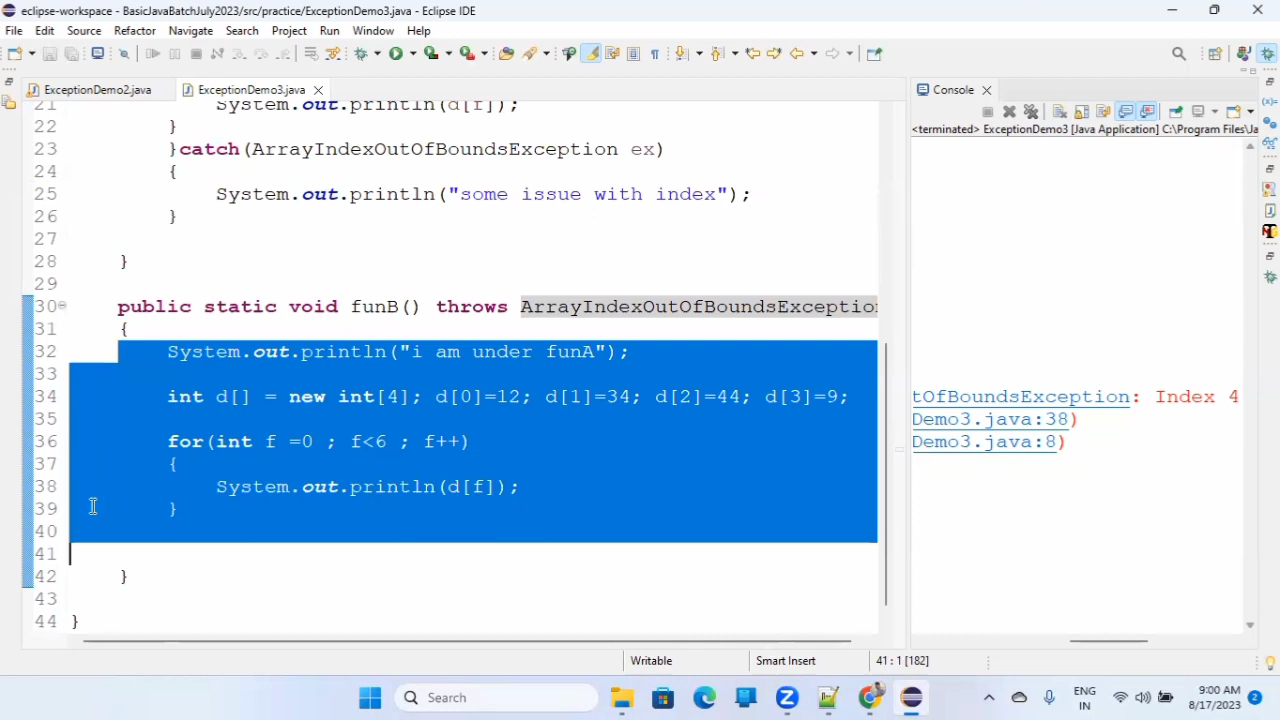 eclipse-workspace - BasicJavaBatchJuly2023/src/practice/ExceptionDemo3.java - Eclipse IDE
File Edit Source Refactor Navigate Search Project Run Window Help
ExceptionDemo2.java ExceptionDemo3.java Console
<terminated> ExceptionDemo3 [Java Application] C:\Program Files\Ja
21 System.out.println(d[f]);
22 }
23 }catch(ArrayIndexOutOfBoundsException ex)
24 {
25 System.out.println("some issue with index");
26 }
27
28 }
29
30 public static void funB() throws ArrayIndexOutOfBoundsException
31 {
32 System.out.println("i am under funA");
33
34 int d[] = new int[4]; d[0]=12; d[1]=34; d[2]=44; d[3]=9;
35
36 for(int f =0 ; f<6 ; f++)
37 {
38 System.out.println(d[f]);
39 }
40
41
42 }
43
44 }
tOfBoundsException: Index 4
Demo3.java:38)
Demo3.java:8)
Writable Smart Insert 41 : 1 [182]
Search
ENG
IN
9:00 AM
8/17/2023
2